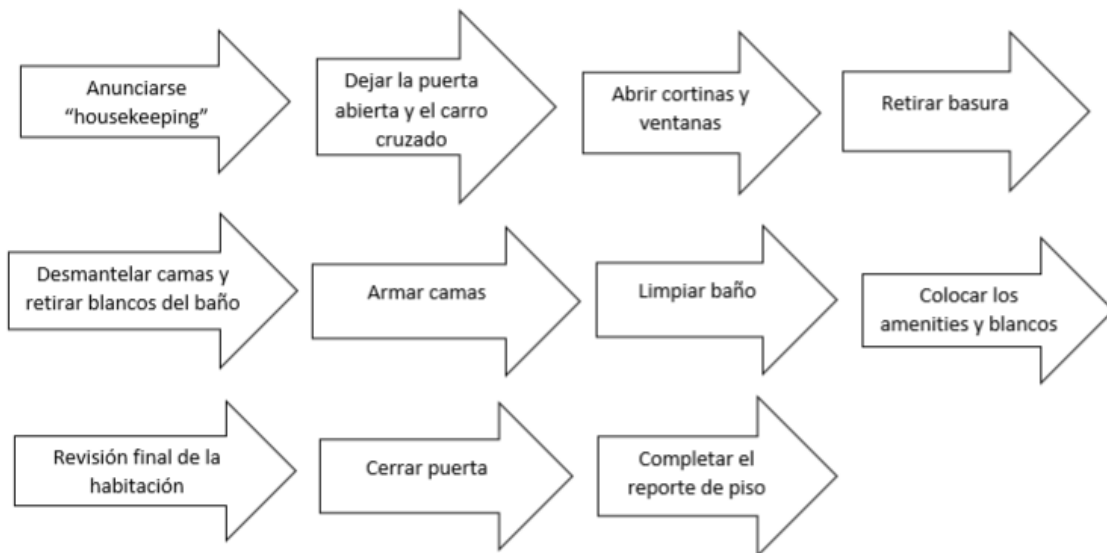 Anunciarse
“housekeeping”
Dejar la puerta
abierta y el carro
cruzado
Abrir cortinas y
ventanas
Retirar basura
Desmantelar camas y
retirar blancos del baño
Armar camas
Limpiar baño
Colocar los
amenities y blancos
Revisión final de la
habitación
Cerrar puerta
Completar el
reporte de piso